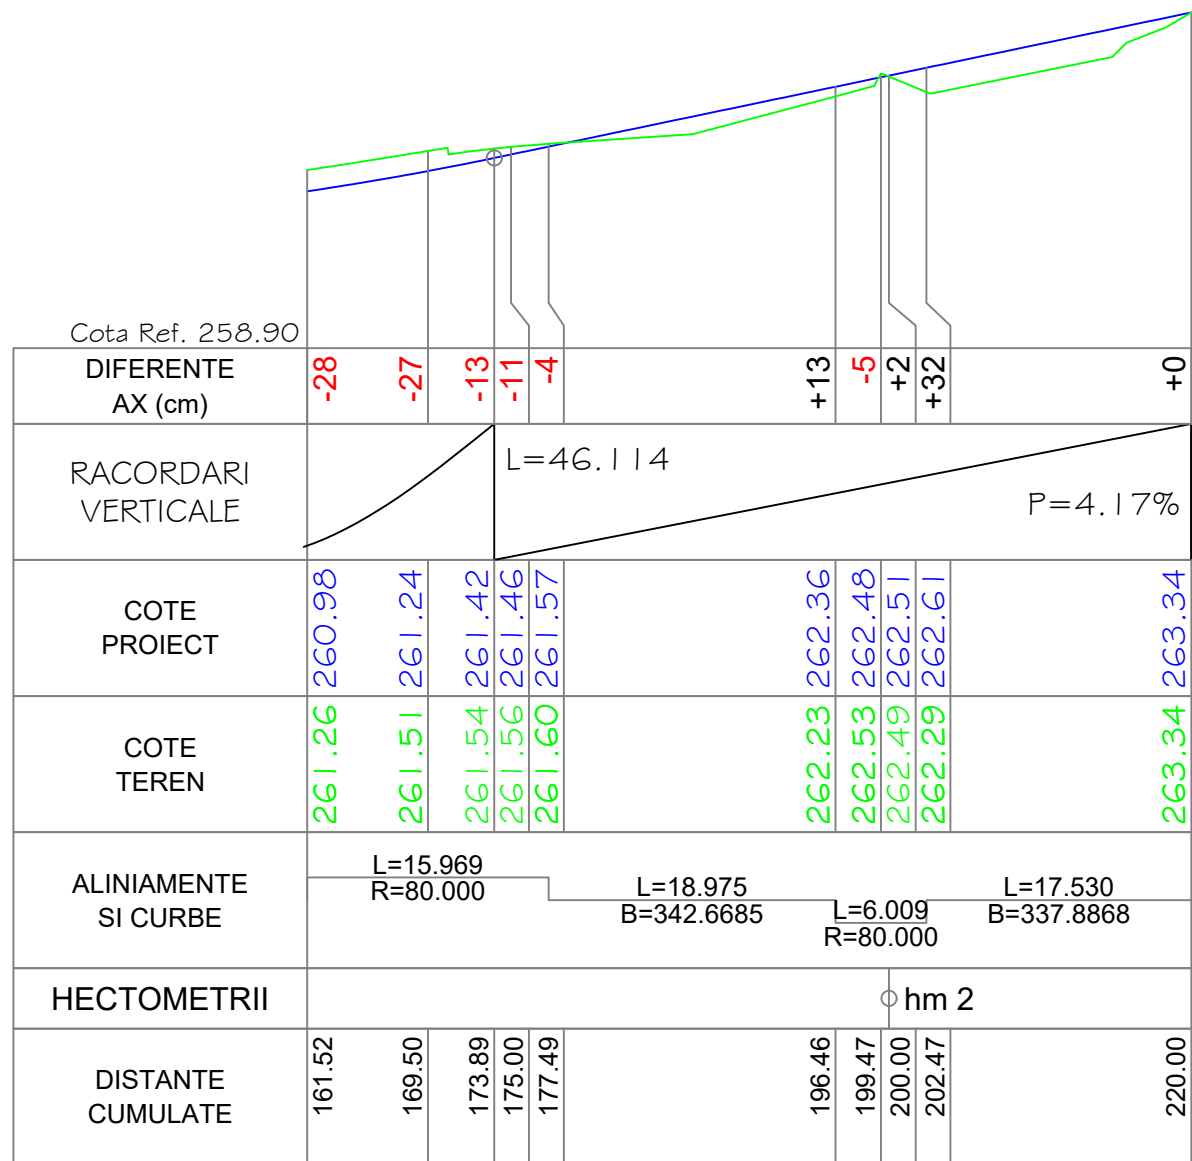 Cota Ref. 258.90
DIFERENTE
AX (cm)
-28
-27
-13
-11
-4
+13
-5
+2
+32
+0
RACORDARI
VERTICALE
L=46.114
P=4.17%
COTE
PROIECT
260.98
261.24
261.42
261.46
261.57
262.36
262.48
262.51
262.61
263.34
COTE
TEREN
261.26
261.51
261.54
261.56
261.60
262.23
262.53
262.49
262.29
263.34
ALINIAMENTE
SI CURBE
L=15.969
R=80.000
L=18.975
B=342.6685
L=6.009
R=80.000
L=17.530
B=337.8868
HECTOMETRII
hm 2
DISTANTE
CUMULATE
161.52
169.50
173.89
175.00
177.49
196.46
199.47
200.00
202.47
220.00